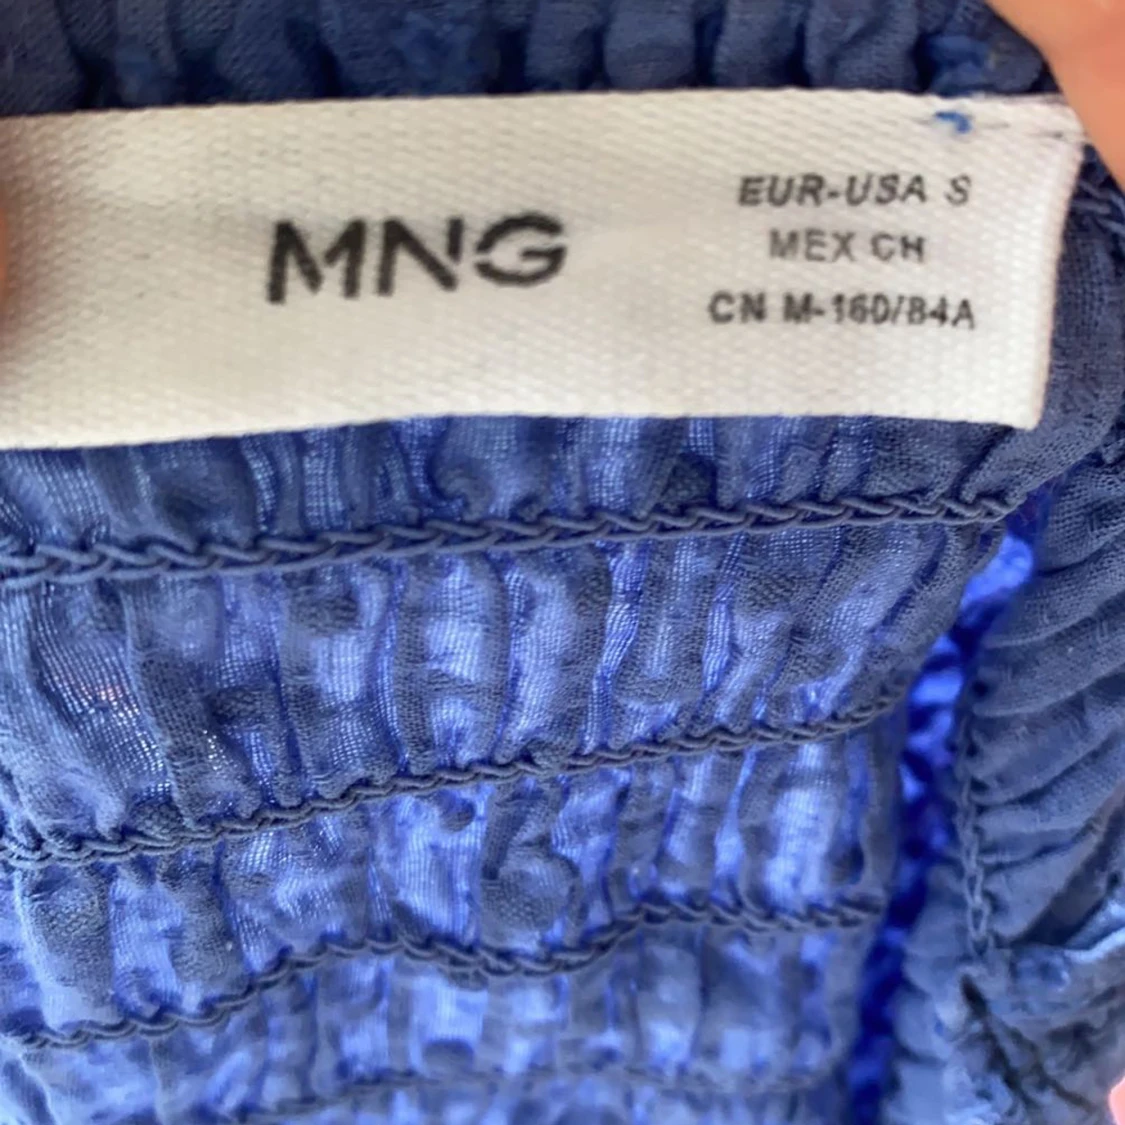 MNG
EUR-USA S
MEX CH
CN M-160/84A